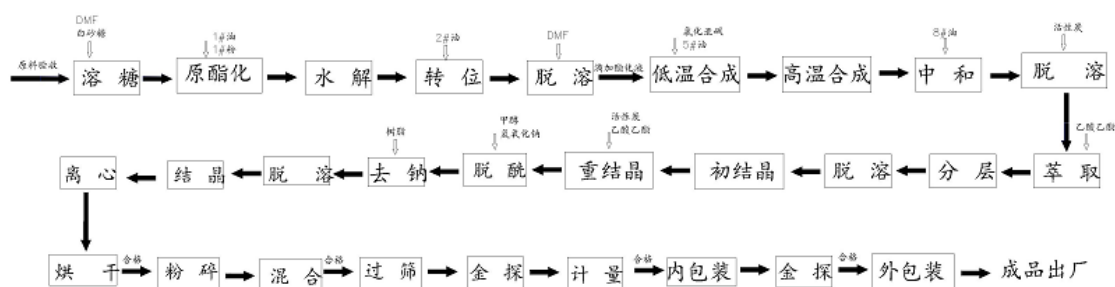 DMF
白砂糖
1#油
1#粉
2#油
DMF
氯化亚砜
5#油
8#油
活性炭
原料验收
溶糖
原酯化
水解
转位
脱溶
滴加酯化液
低温合成
高温合成
中和
脱溶
乙酸乙酯
萃取
分层
脱溶
初结晶
活性炭
乙酸乙酯
重结晶
甲醇
氢氧化钠
脱酰
树脂
去钠
脱溶
结晶
离心
烘干
合格
粉碎
混合
合格
过筛
金探
计量
合格
内包装
金探
合格
外包装
成品出厂